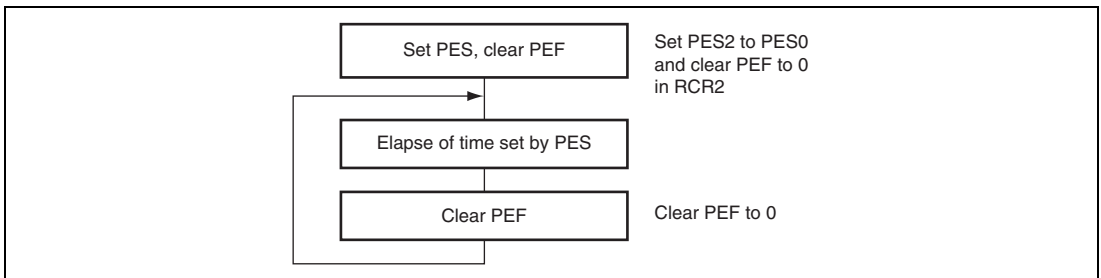 Set PES, clear PEF
Set PES2 to PES0
and clear PEF to 0
in RCR2
Elapse of time set by PES
Clear PEF
Clear PEF to 0